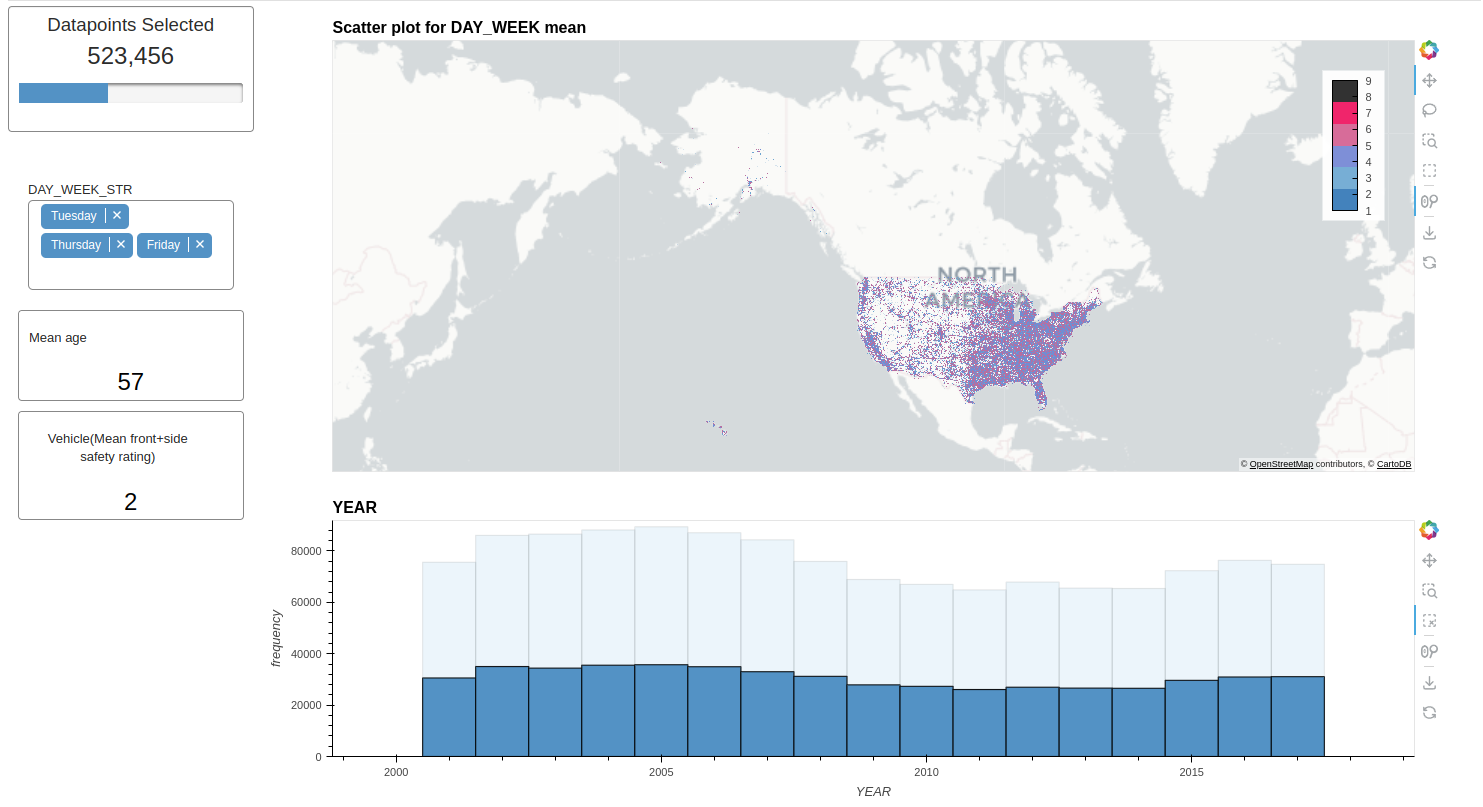 Datapoints Selected
523,456
DAY_WEEK_STR
Tuesday ✕
Thursday ✕ Friday ✕
Mean age
57
Vehicle(Mean front+side
safety rating)
2
Scatter plot for DAY_WEEK mean
9
8
7
6
5
4
3
2
1
NORTH
AMERICA
© OpenStreetMap contributors, © CartoDB
YEAR
frequency
80000
60000
40000
20000
0
2000 2005 2010 2015
YEAR